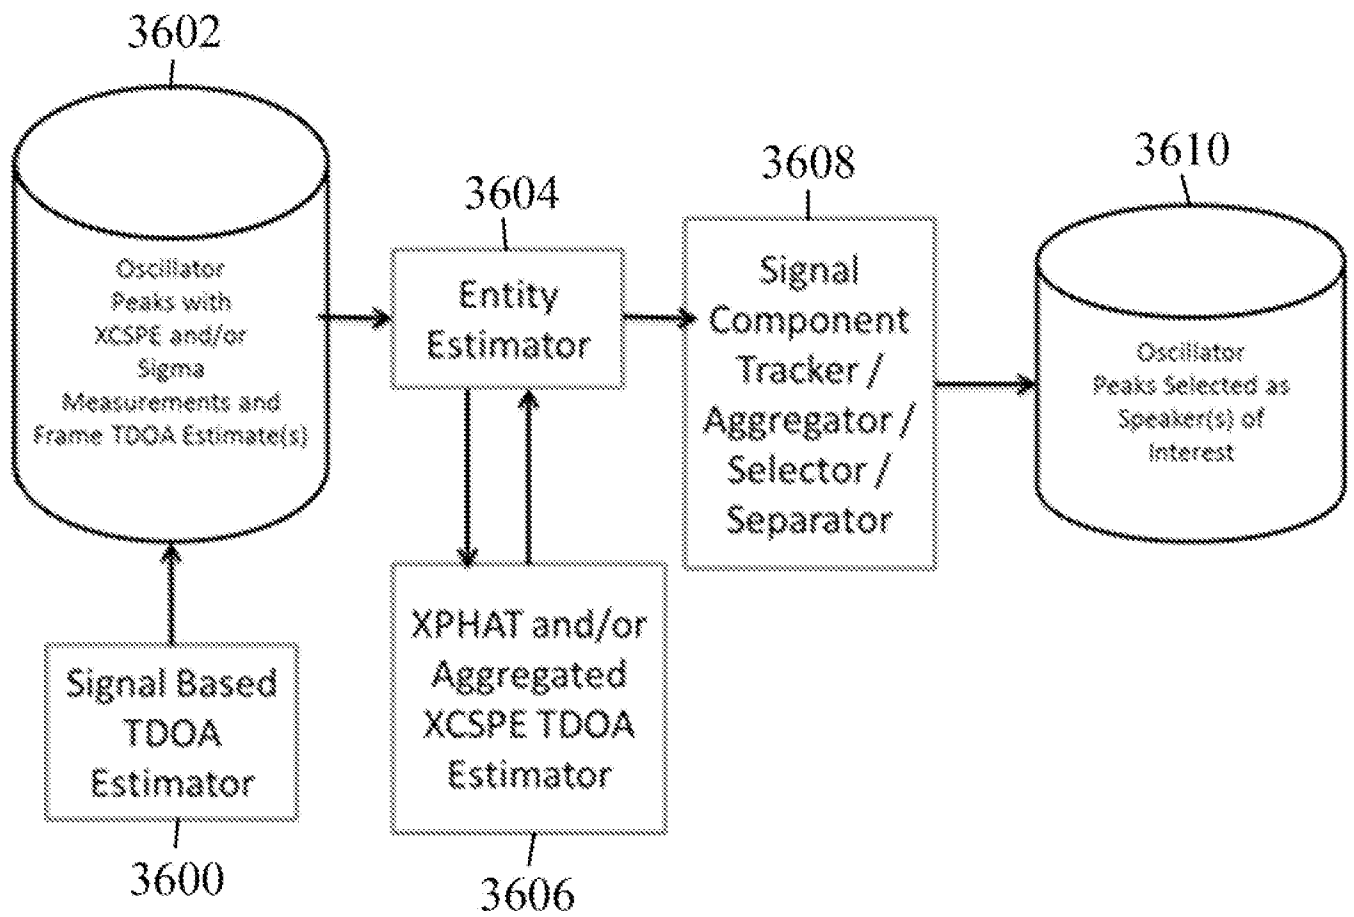 3602
Oscillator
Peaks with
XCSPE and/or
Sigma
Measurements and
Frame TDOA Estimate(s)
3604
Entity
Estimator
3608
Signal
Component
Tracker /
Aggregator /
Selector /
Separator
3610
Oscillator
Peaks Selected as
Speaker(s) of
Interest
Signal Based
TDOA
Estimator
3600
XPHAT and/or
Aggregated
XCSPE TDOA
Estimator
3606